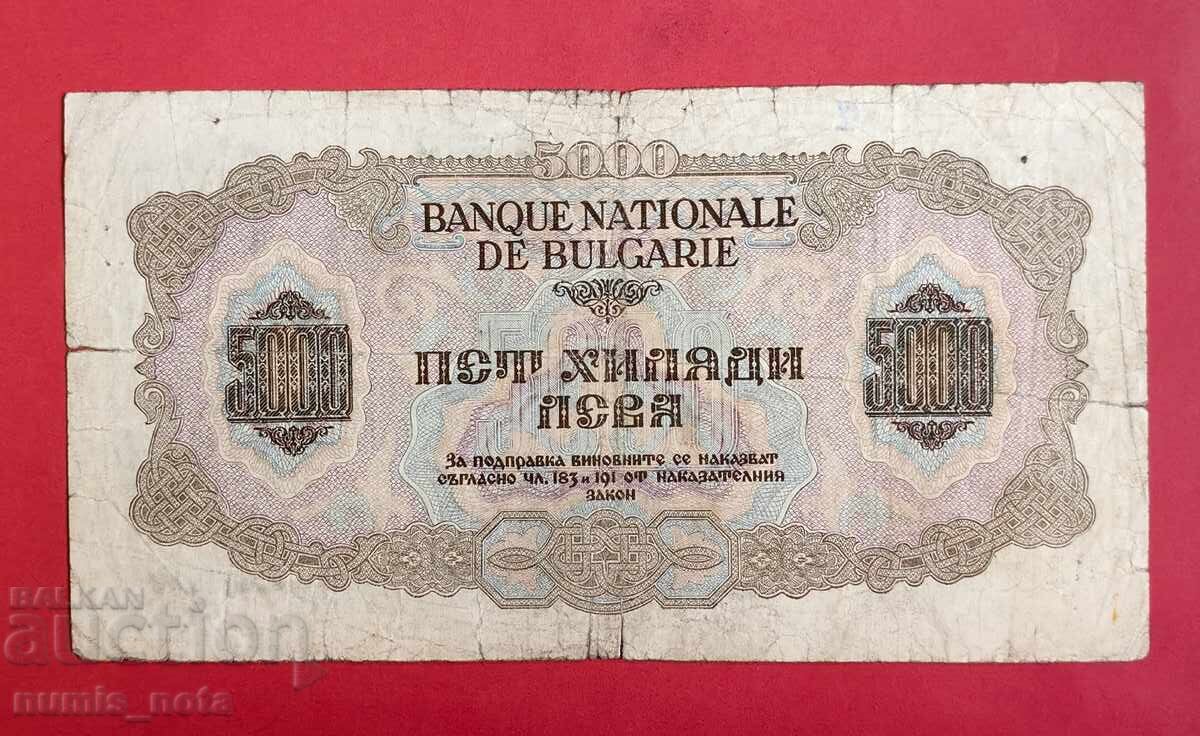 5000
BANQUE NATIONALE
DE BULGARIE
5000
5000
5000
ПЕТ ХИЛЯДИ
ЛЕВА
ЗА ПОДПРАВКА ВИНОВНИТЕ СЕ НАКАЗВАТ
СЪГЛАСНО ЧЛ. 183 И 191 ОТ НАКАЗАТЕЛНИЯ
ЗАКОН
BALKAN
auction
numis_nota